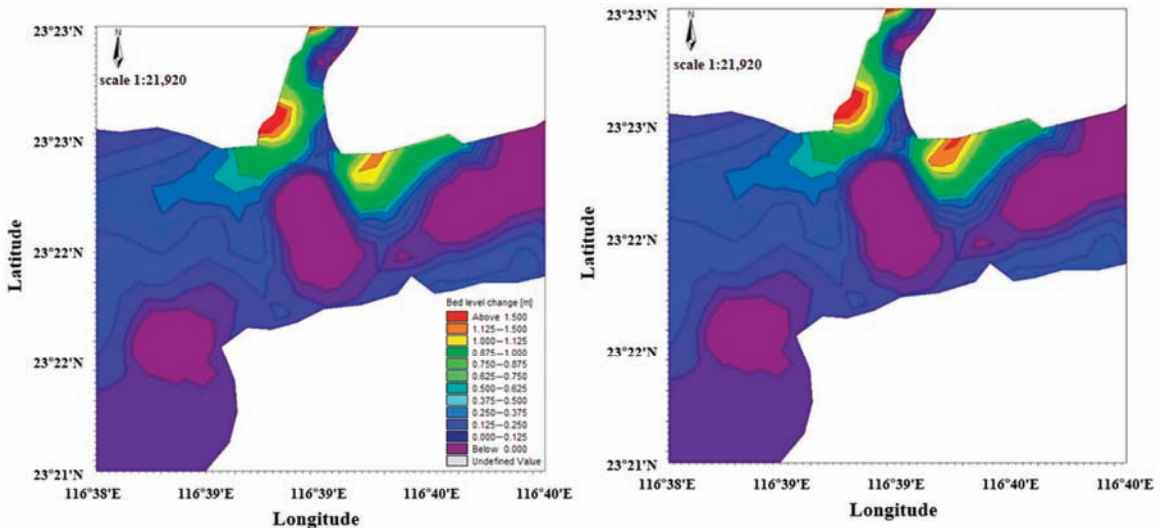 23°23'N
N
scale 1:21,920
23°23'N
23°22'N
23°22'N
23°21'N
Latitude
Bed level change [m]
Above 1.500
1.125—1.500
1.000—1.125
0.875—1.000
0.750—0.875
0.625—0.750
0.500—0.625
0.375—0.500
0.250—0.375
0.125—0.250
0.000—0.125
Below 0.000
Undefined Value
116°38'E 116°39'E 116°39'E 116°40'E 116°40'E
Longitude
23°23'N
N
scale 1:21,920
23°23'N
23°22'N
23°22'N
23°21'N
Latitude
116°38'E 116°39'E 116°39'E 116°40'E 116°40'E
Longitude